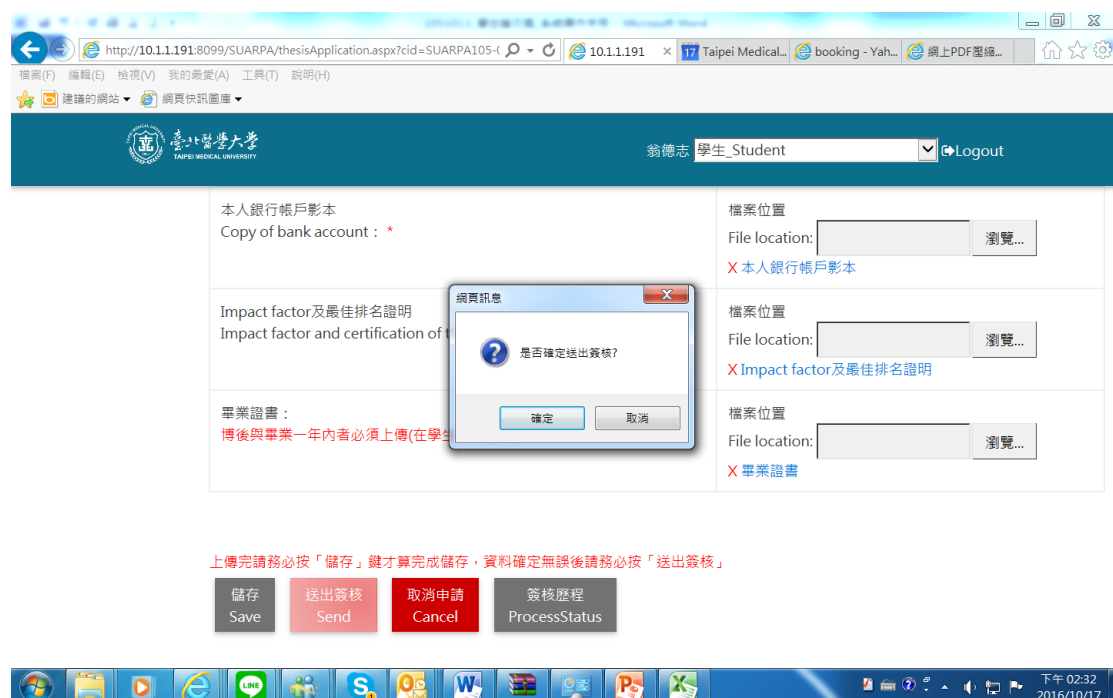 http://10.1.1.191:8099/SUARPA/thesisApplication.aspx?cid=SUARPA105-(
10.1.1.191
17 Taipei Medical...
booking - Yah...
網上PDF壓縮...
檔案(F) 編輯(E) 檢視(V) 我的最愛(A) 工具(T) 說明(H)
建議的網站 網頁快訊圖庫
臺北醫學大學
TAIPEI MEDICAL UNIVERSITY
翁德志 學生_Student Logout
本人銀行帳戶影本
Copy of bank account： *
檔案位置
File location: 瀏覽...
X 本人銀行帳戶影本
Impact factor及最佳排名證明
Impact factor and certification of t
檔案位置
File location: 瀏覽...
X Impact factor及最佳排名證明
網頁訊息
是否確定送出簽核?
確定 取消
畢業證書：
博後與畢業一年內者必須上傳(在學生
檔案位置
File location: 瀏覽...
X 畢業證書
上傳完請務必按「儲存」鍵才算完成儲存，資料確定無誤後請務必按「送出簽核」
儲存
Save
送出簽核
Send
取消申請
Cancel
簽核歷程
ProcessStatus
LINE
下午 02:32
2016/10/17